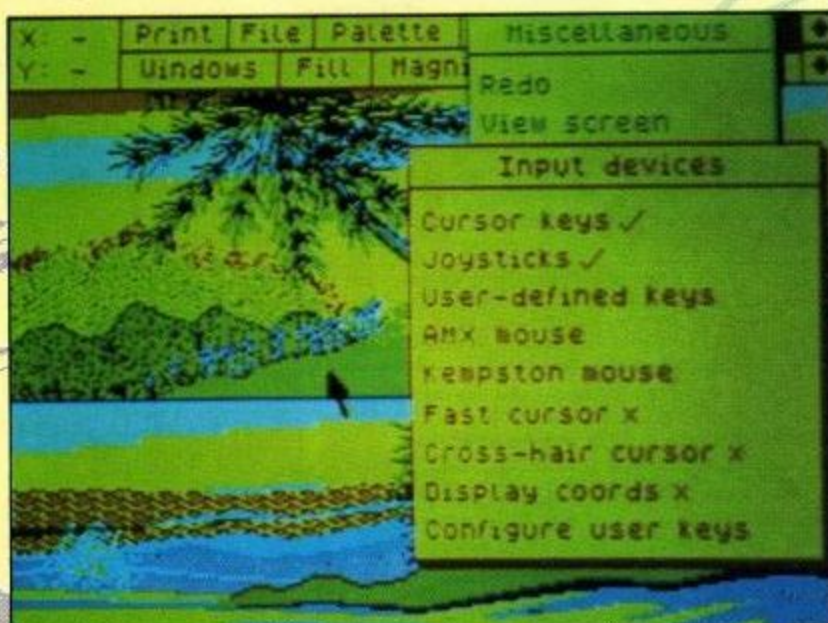 X: - Print File Palette Miscellaneous
Y: - Windows Fill Magni
Redo
View screen
Input devices
Cursor keys ✓
Joysticks ✓
User-defined keys
AMX mouse
Kempston mouse
Fast cursor x
Cross-hair cursor x
Display coords x
Configure user keys